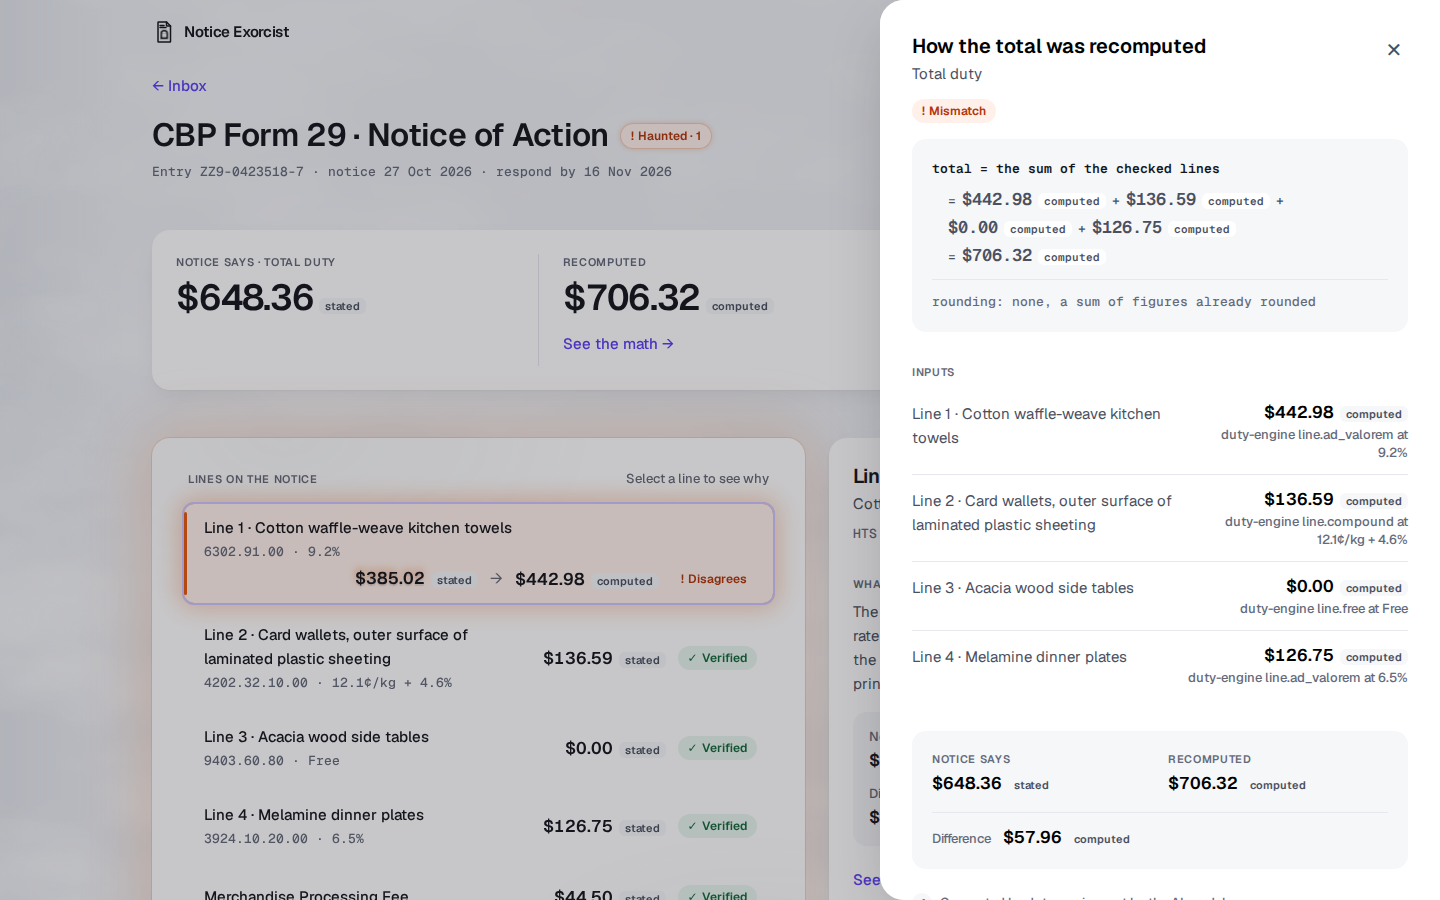 Notice Exorcist
← Inbox
CBP Form 29 · Notice of Action
! Haunted · 1
Entry ZZ9-0423518-7 · notice 27 Oct 2026 · respond by 16 Nov 2026
NOTICE SAYS · TOTAL DUTY
$648.36 stated
RECOMPUTED
$706.32 computed
See the math →
LINES ON THE NOTICE
Select a line to see why
Line 1 · Cotton waffle-weave kitchen towels
6302.91.00 · 9.2%
$385.02 stated → $442.98 computed ! Disagrees
Line 2 · Card wallets, outer surface of
laminated plastic sheeting
4202.32.10.00 · 12.1¢/kg + 4.6%
$136.59 stated ✓ Verified
Line 3 · Acacia wood side tables
9403.60.80 · Free
$0.00 stated ✓ Verified
Line 4 · Melamine dinner plates
3924.10.20.00 · 6.5%
$126.75 stated ✓ Verified
Merchandise Processing Fee
$44.50 stated ✓ Verified
HTS
The
rate
the
How the total was recomputed
✕
Total duty
! Mismatch
total = the sum of the checked lines
= $442.98 computed + $136.59 computed +
$0.00 computed + $126.75 computed
= $706.32 computed
rounding: none, a sum of figures already rounded
INPUTS
Line 1 · Cotton waffle-weave kitchen
towels
$442.98 computed
duty-engine line.ad_valorem at
9.2%
Line 2 · Card wallets, outer surface of
laminated plastic sheeting
$136.59 computed
duty-engine line.compound at
12.1¢/kg + 4.6%
Line 3 · Acacia wood side tables
$0.00 computed
duty-engine line.free at Free
Line 4 · Melamine dinner plates
$126.75 computed
duty-engine line.ad_valorem at 6.5%
NOTICE SAYS
$648.36 stated
RECOMPUTED
$706.32 computed
Difference $57.96 computed
See